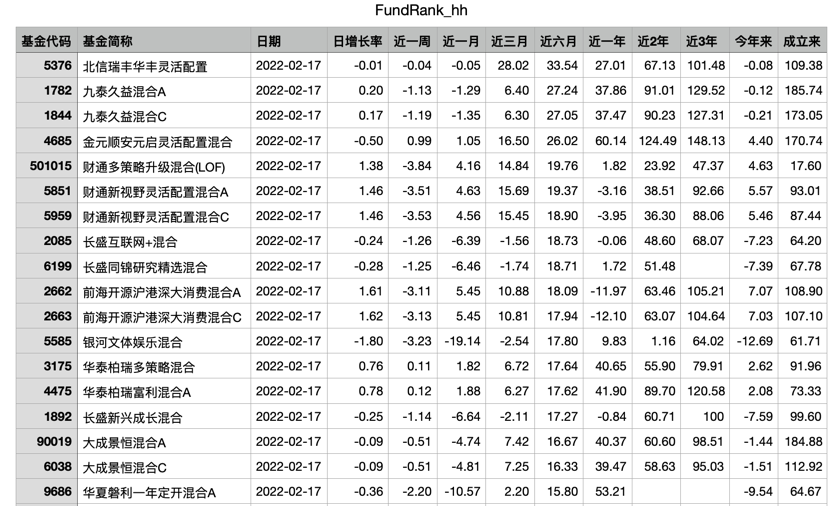 FundRank_hh
基金代码 基金简称 日期 日增长率 近一周 近一月 近三月 近六月 近一年 近2年 近3年 今年来 成立来
5376 北信瑞丰华丰灵活配置 2022-02-17 -0.01 -0.04 -0.05 28.02 33.54 27.01 67.13 101.48 -0.08 109.38
1782 九泰久益混合A 2022-02-17 0.20 -1.13 -1.29 6.40 27.24 37.86 91.01 129.52 -0.12 185.74
1844 九泰久益混合C 2022-02-17 0.17 -1.19 -1.35 6.30 27.05 37.47 90.23 127.31 -0.21 173.05
4685 金元顺安元启灵活配置混合 2022-02-17 -0.50 0.99 1.05 16.50 26.02 60.14 124.49 148.13 4.40 170.74
501015 财通多策略升级混合(LOF) 2022-02-17 1.38 -3.84 4.16 14.84 19.76 1.82 23.92 47.37 4.63 17.60
5851 财通新视野灵活配置混合A 2022-02-17 1.46 -3.51 4.63 15.69 19.37 -3.16 38.51 92.66 5.57 93.01
5959 财通新视野灵活配置混合C 2022-02-17 1.46 -3.53 4.56 15.45 18.90 -3.95 36.30 88.06 5.46 87.44
2085 长盛互联网+混合 2022-02-17 -0.24 -1.26 -6.39 -1.56 18.73 -0.06 48.60 68.07 -7.23 64.20
6199 长盛同锦研究精选混合 2022-02-17 -0.28 -1.25 -6.46 -1.74 18.71 1.72 51.48 -7.39 67.78
2662 前海开源沪港深大消费混合A 2022-02-17 1.61 -3.11 5.45 10.88 18.09 -11.97 63.46 105.21 7.07 108.90
2663 前海开源沪港深大消费混合C 2022-02-17 1.62 -3.13 5.45 10.81 17.94 -12.10 63.07 104.64 7.03 107.10
5585 银河文体娱乐混合 2022-02-17 -1.80 -3.23 -19.14 -2.54 17.80 9.83 1.16 64.02 -12.69 61.71
3175 华泰柏瑞多策略混合 2022-02-17 0.76 0.11 1.82 6.72 17.64 40.65 55.90 79.91 2.62 91.96
4475 华泰柏瑞富利混合A 2022-02-17 0.78 0.12 1.88 6.27 17.62 41.90 89.70 120.58 2.08 73.33
1892 长盛新兴成长混合 2022-02-17 -0.25 -1.14 -6.64 -2.11 17.27 -0.84 60.71 100 -7.59 99.60
90019 大成景恒混合A 2022-02-17 -0.09 -0.51 -4.74 7.42 16.67 40.37 60.60 98.51 -1.44 184.88
6038 大成景恒混合C 2022-02-17 -0.09 -0.51 -4.81 7.25 16.33 39.47 58.63 95.03 -1.51 112.92
9686 华夏磐利一年定开混合A 2022-02-17 -0.36 -2.20 -10.57 2.20 15.80 53.21 -9.54 64.67